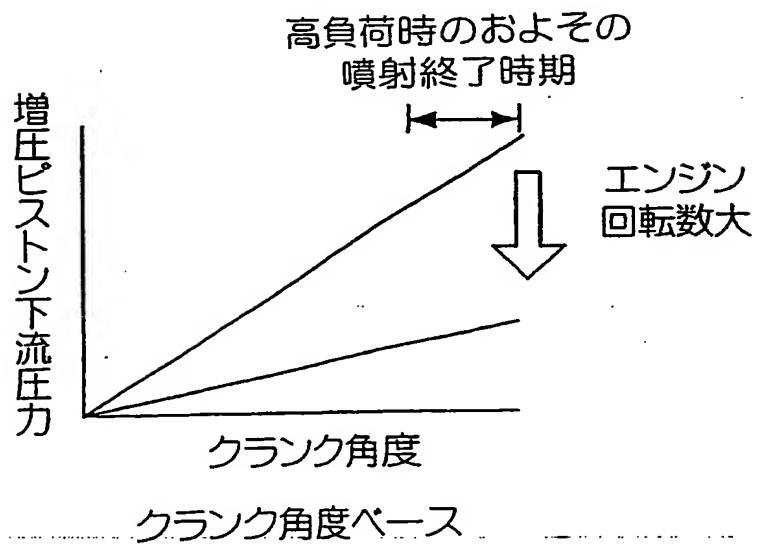 高負荷時のおよその
噴射終了時期
増圧ピストン下流圧力
エンジン
回転数大
クランク角度
クランク角度ベース